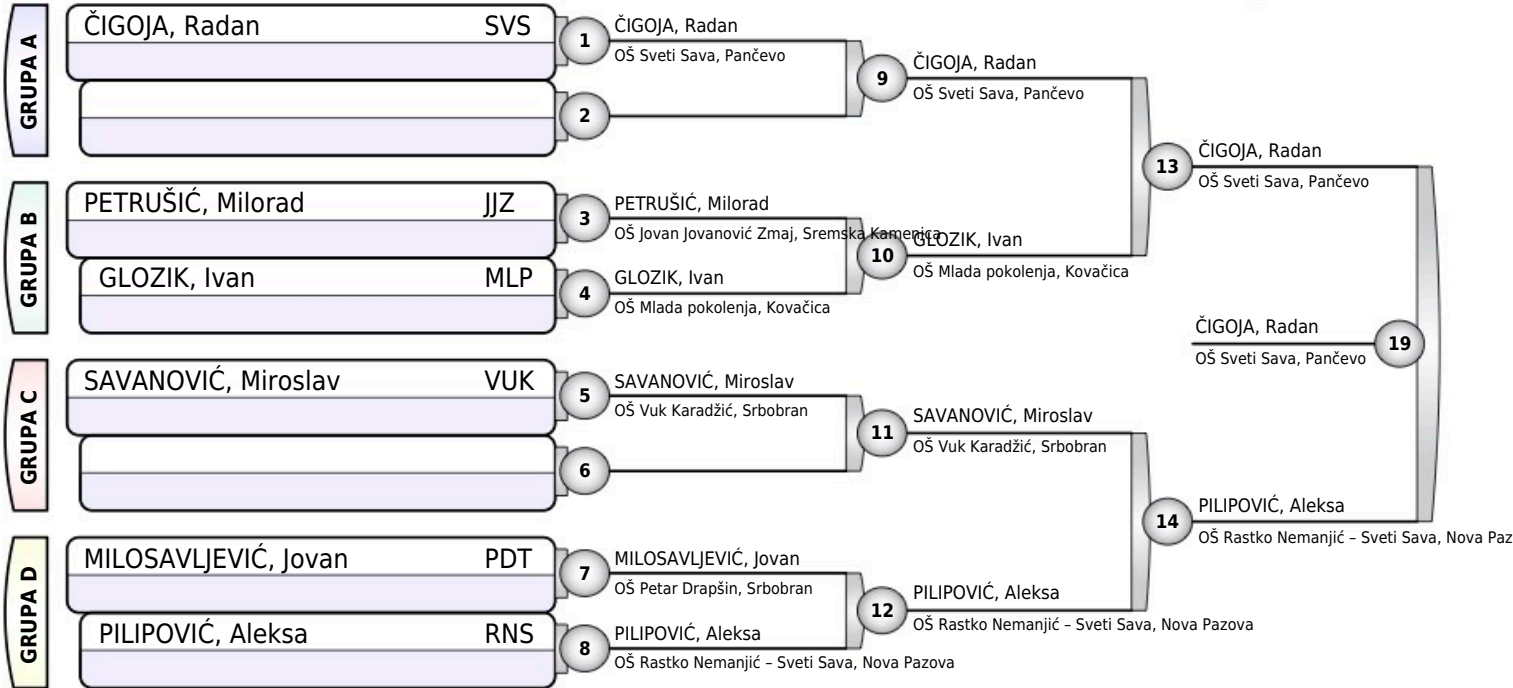 GRUPA A
ČIGOJA, Radan SVS
1
ČIGOJA, Radan
OŠ Sveti Sava, Pančevo
2
9
ČIGOJA, Radan
OŠ Sveti Sava, Pančevo
GRUPA B
PETRUŠIĆ, Milorad JJZ
GLOZIK, Ivan MLP
3
PETRUŠIĆ, Milorad
OŠ Jovan Jovanović Zmaj, Sremska Kamenica
4
GLOZIK, Ivan
OŠ Mlada pokolenja, Kovačica
10
GLOZIK, Ivan
OŠ Mlada pokolenja, Kovačica
13
ČIGOJA, Radan
OŠ Sveti Sava, Pančevo
GRUPA C
SAVANOVIĆ, Miroslav VUK
5
SAVANOVIĆ, Miroslav
OŠ Vuk Karadžić, Srbobran
6
11
SAVANOVIĆ, Miroslav
OŠ Vuk Karadžić, Srbobran
GRUPA D
MILOSAVLJEVIĆ, Jovan PDT
PILIPOVIĆ, Aleksa RNS
7
MILOSAVLJEVIĆ, Jovan
OŠ Petar Drapšin, Srbobran
8
PILIPOVIĆ, Aleksa
OŠ Rastko Nemanjić – Sveti Sava, Nova Pazova
12
PILIPOVIĆ, Aleksa
OŠ Rastko Nemanjić – Sveti Sava, Nova Pazova
14
PILIPOVIĆ, Aleksa
OŠ Rastko Nemanjić – Sveti Sava, Nova Paz
ČIGOJA, Radan
OŠ Sveti Sava, Pančevo
19